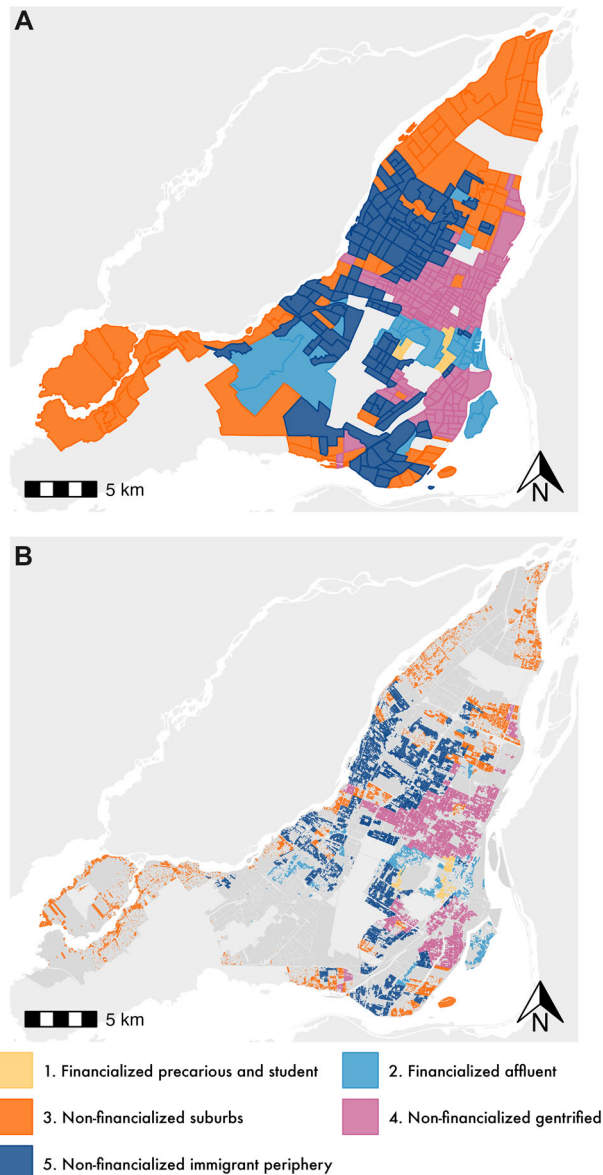 A
5 km
N
B
5 km
N
1. Financialized precarious and student
2. Financialized affluent
3. Non-financialized suburbs
4. Non-financialized gentrified
5. Non-financialized immigrant periphery